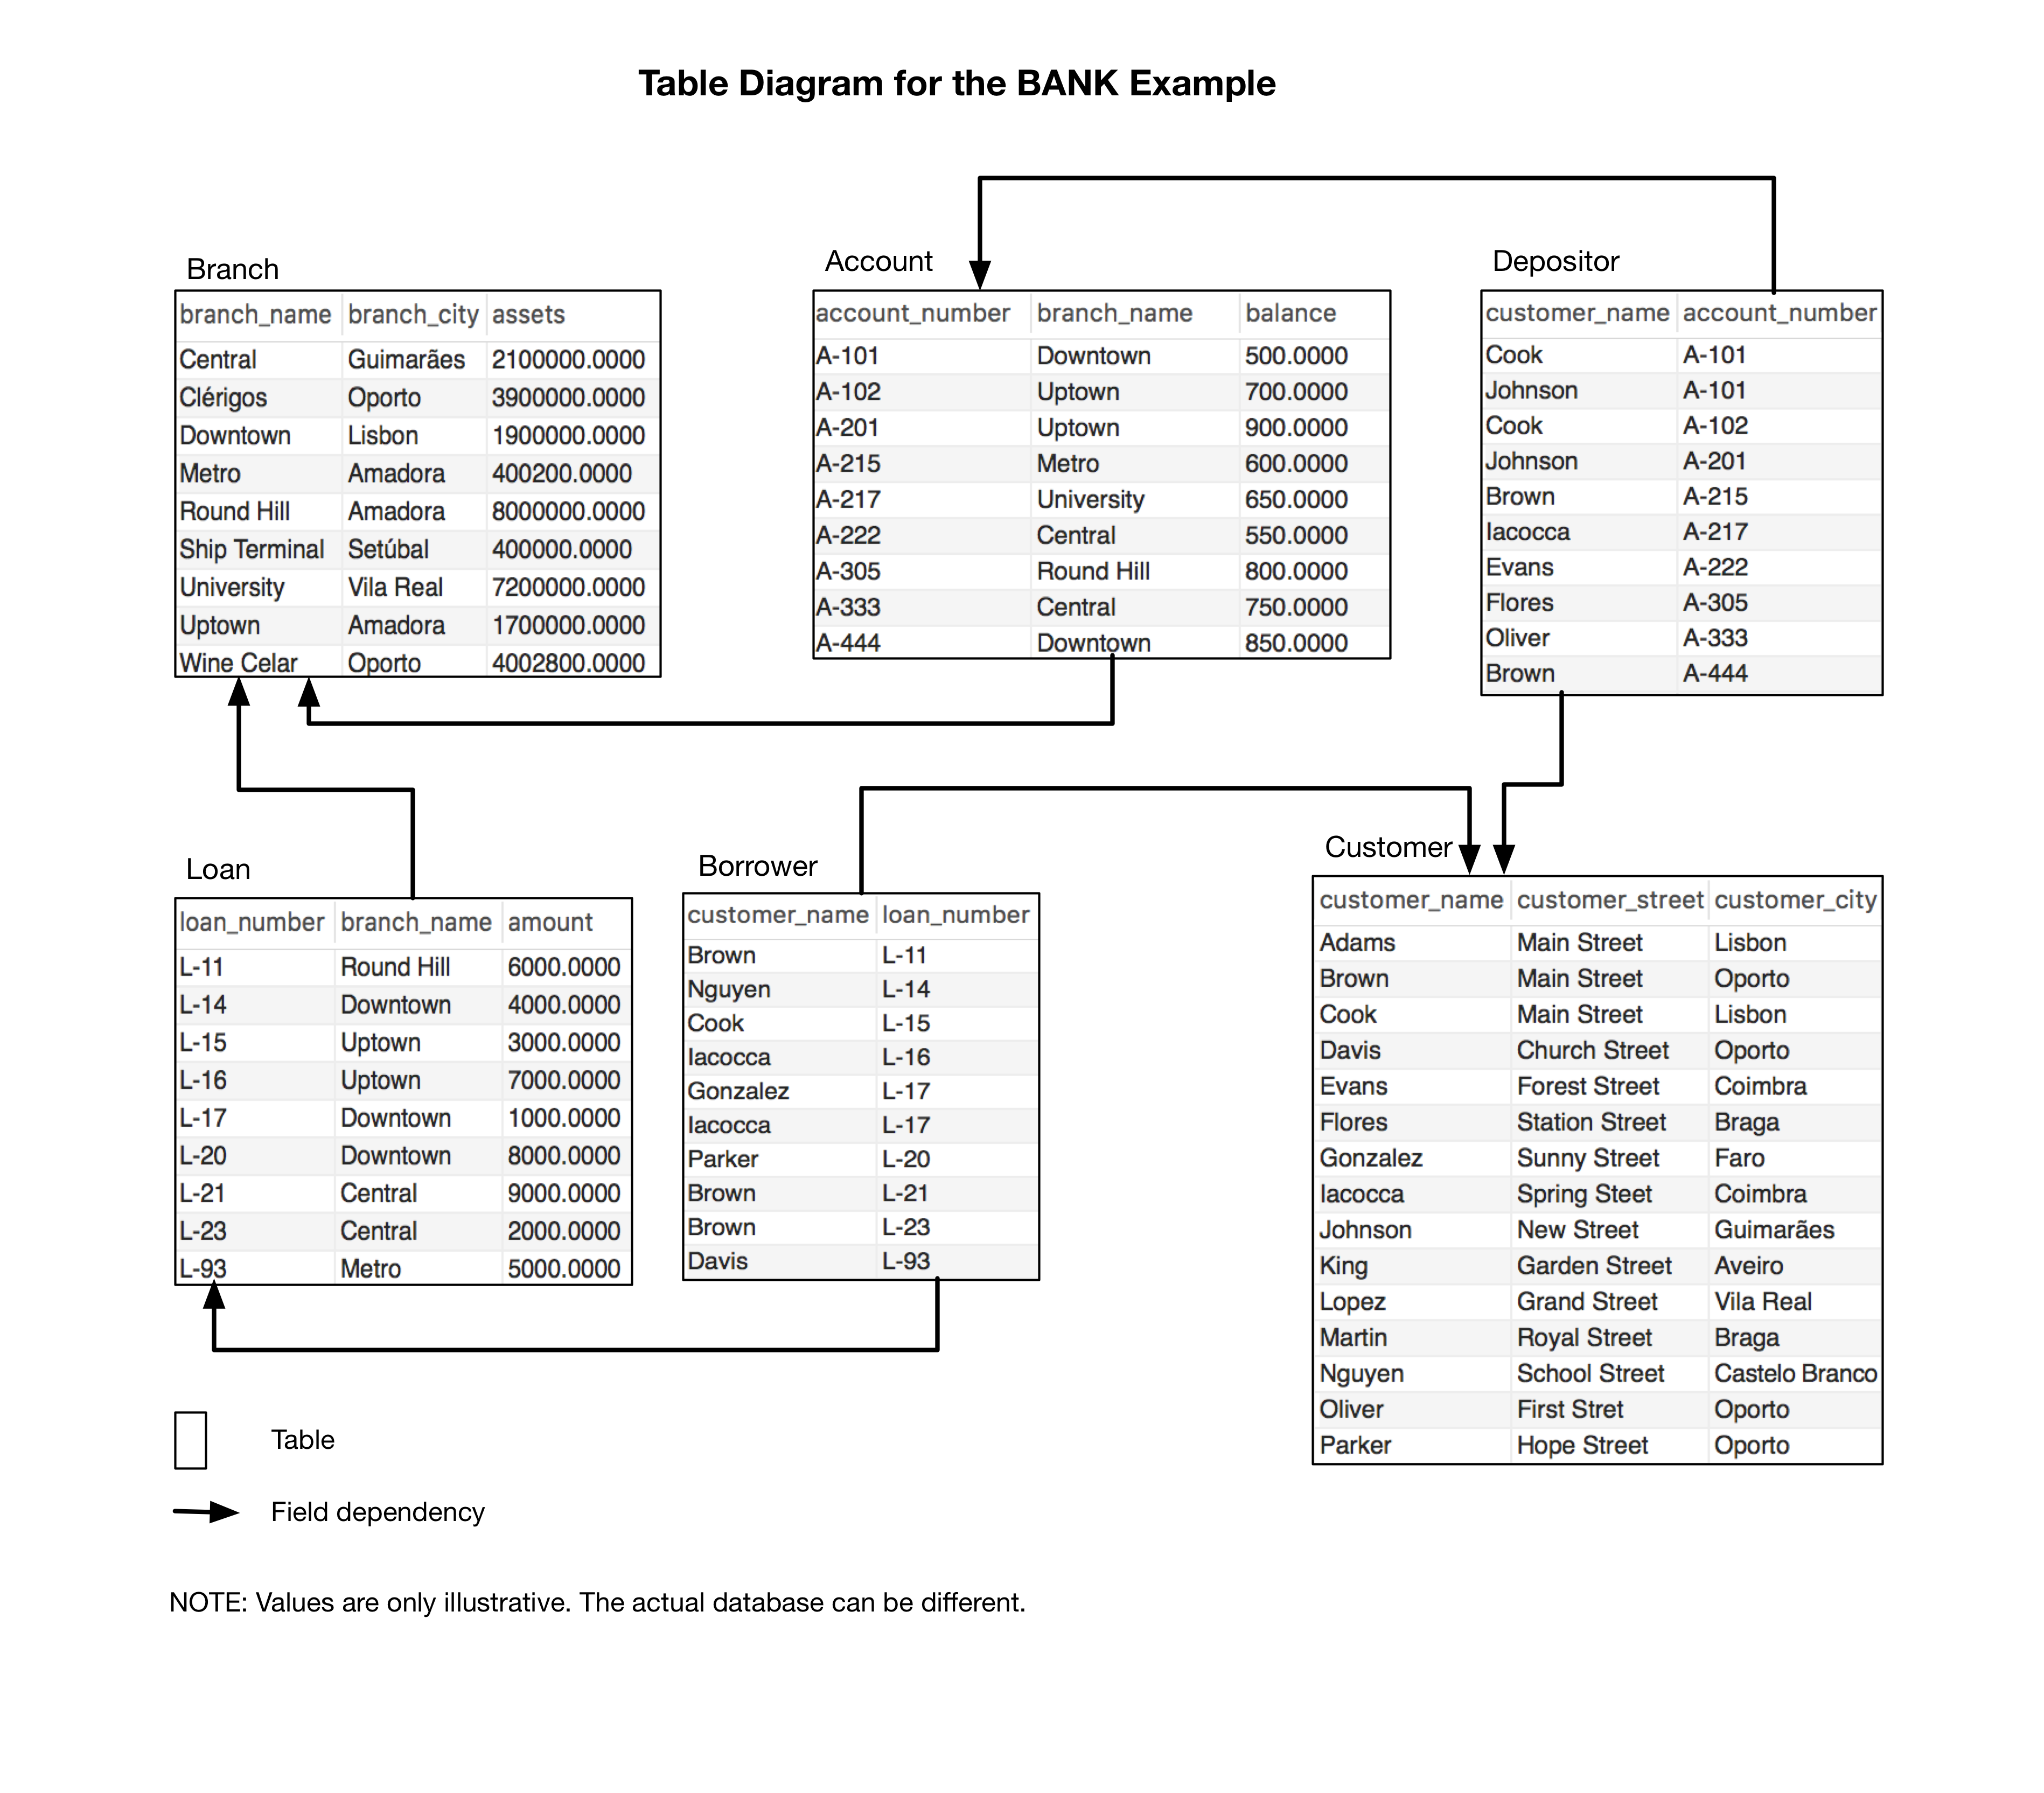 Table Diagram for the BANK Example
Branch
branch_name branch_city assets
Central Guimarães 2100000.0000
Clérigos Oporto 3900000.0000
Downtown Lisbon 1900000.0000
Metro Amadora 400200.0000
Round Hill Amadora 8000000.0000
Ship Terminal Setúbal 400000.0000
University Vila Real 7200000.0000
Uptown Amadora 1700000.0000
Wine Celar Oporto 4002800.0000
Account
account_number branch_name balance
A-101 Downtown 500.0000
A-102 Uptown 700.0000
A-201 Uptown 900.0000
A-215 Metro 600.0000
A-217 University 650.0000
A-222 Central 550.0000
A-305 Round Hill 800.0000
A-333 Central 750.0000
A-444 Downtown 850.0000
Depositor
customer_name account_number
Cook A-101
Johnson A-101
Cook A-102
Johnson A-201
Brown A-215
Iacocca A-217
Evans A-222
Flores A-305
Oliver A-333
Brown A-444
Loan
loan_number branch_name amount
L-11 Round Hill 6000.0000
L-14 Downtown 4000.0000
L-15 Uptown 3000.0000
L-16 Uptown 7000.0000
L-17 Downtown 1000.0000
L-20 Downtown 8000.0000
L-21 Central 9000.0000
L-23 Central 2000.0000
L-93 Metro 5000.0000
Borrower
customer_name loan_number
Brown L-11
Nguyen L-14
Cook L-15
Iacocca L-16
Gonzalez L-17
Iacocca L-17
Parker L-20
Brown L-21
Brown L-23
Davis L-93
Customer
customer_name customer_street customer_city
Adams Main Street Lisbon
Brown Main Street Oporto
Cook Main Street Lisbon
Davis Church Street Oporto
Evans Forest Street Coimbra
Flores Station Street Braga
Gonzalez Sunny Street Faro
Iacocca Spring Steet Coimbra
Johnson New Street Guimarães
King Garden Street Aveiro
Lopez Grand Street Vila Real
Martin Royal Street Braga
Nguyen School Street Castelo Branco
Oliver First Stret Oporto
Parker Hope Street Oporto
Table
Field dependency
NOTE: Values are only illustrative. The actual database can be different.